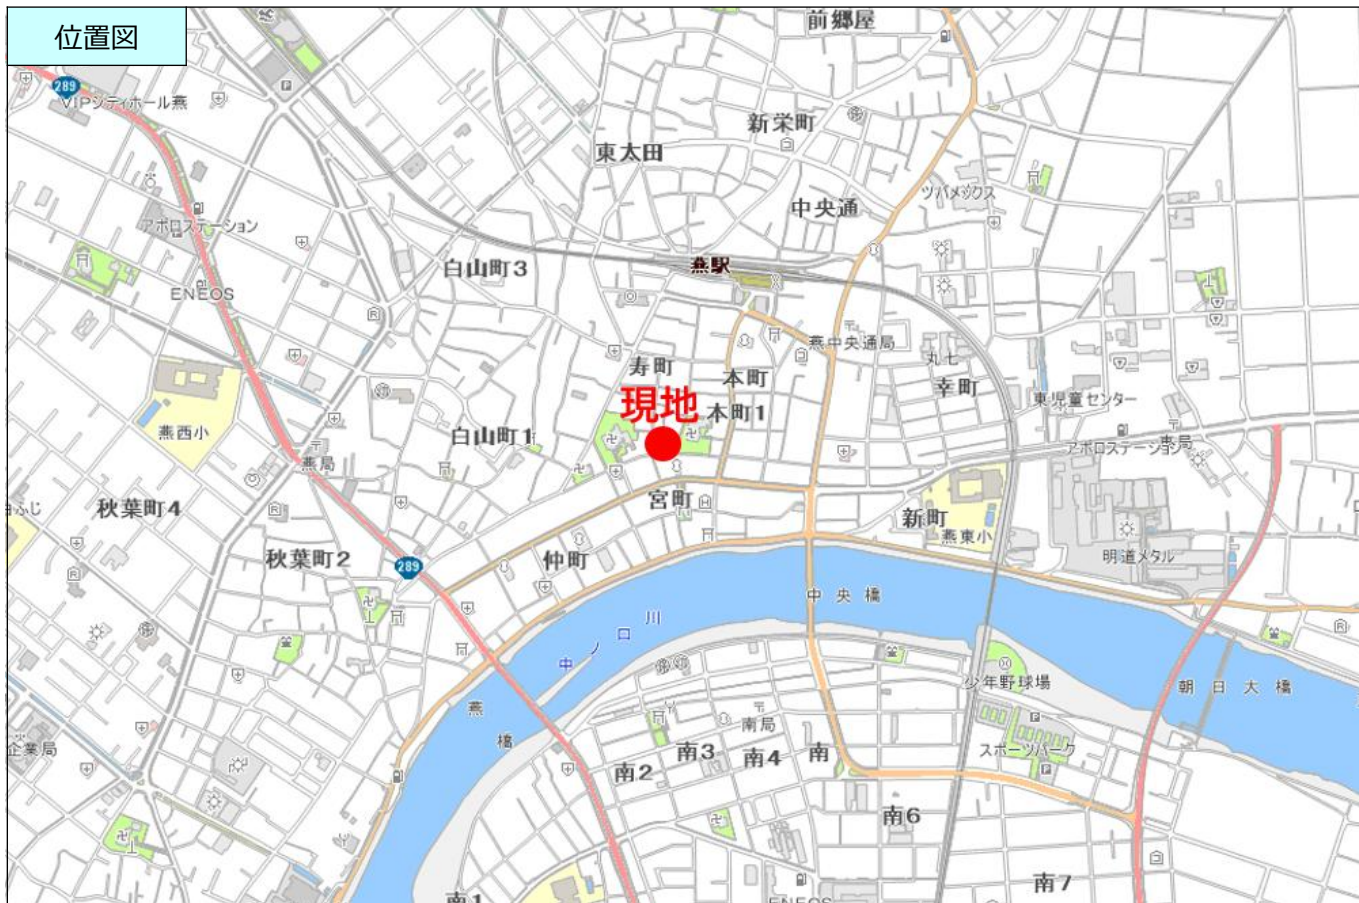 位置図
前郷屋
289
VIPシティホール燕
新栄町
東太田
ツバメックス
中央通
アポロステーション
白山町3
燕駅
ENEOS
燕中央通局
寿町
本町
丸七
幸町
現地
本町1
東児童センター
燕西小
白山町1
アポロステーション
東局
燕局
秋葉町4
宮町
新町
燕東小
秋葉町2
289
仲町
明道メタル
中央橋
中ノ口川
少年野球場
朝日大橋
燕橋
南局
企業局
南3
南4
南
スポーツパーク
南2
南6
南7
南1
ENEOS